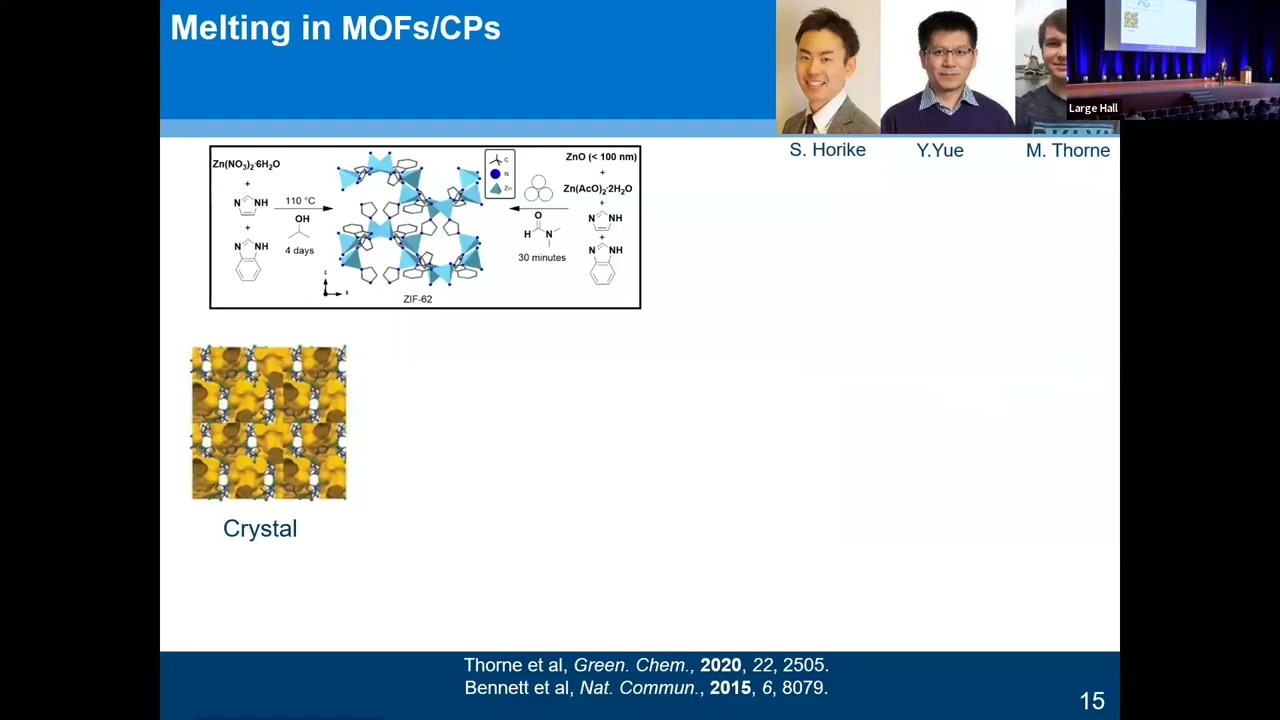 Melting in MOFs/CPs
Large Hall
S. Horike
Y.Yue
M. Thorne
Zn(NO₃)₂·6H₂O
+
N NH
+
N NH
110 °C
OH
4 days
C
N
Zn
ZIF-62
ZnO (< 100 nm)
+
Zn(AcO)₂·2H₂O
+
N NH
+
N NH
O
H N
30 minutes
Crystal
Thorne et al, Green. Chem., 2020, 22, 2505.
Bennett et al, Nat. Commun., 2015, 6, 8079.
15